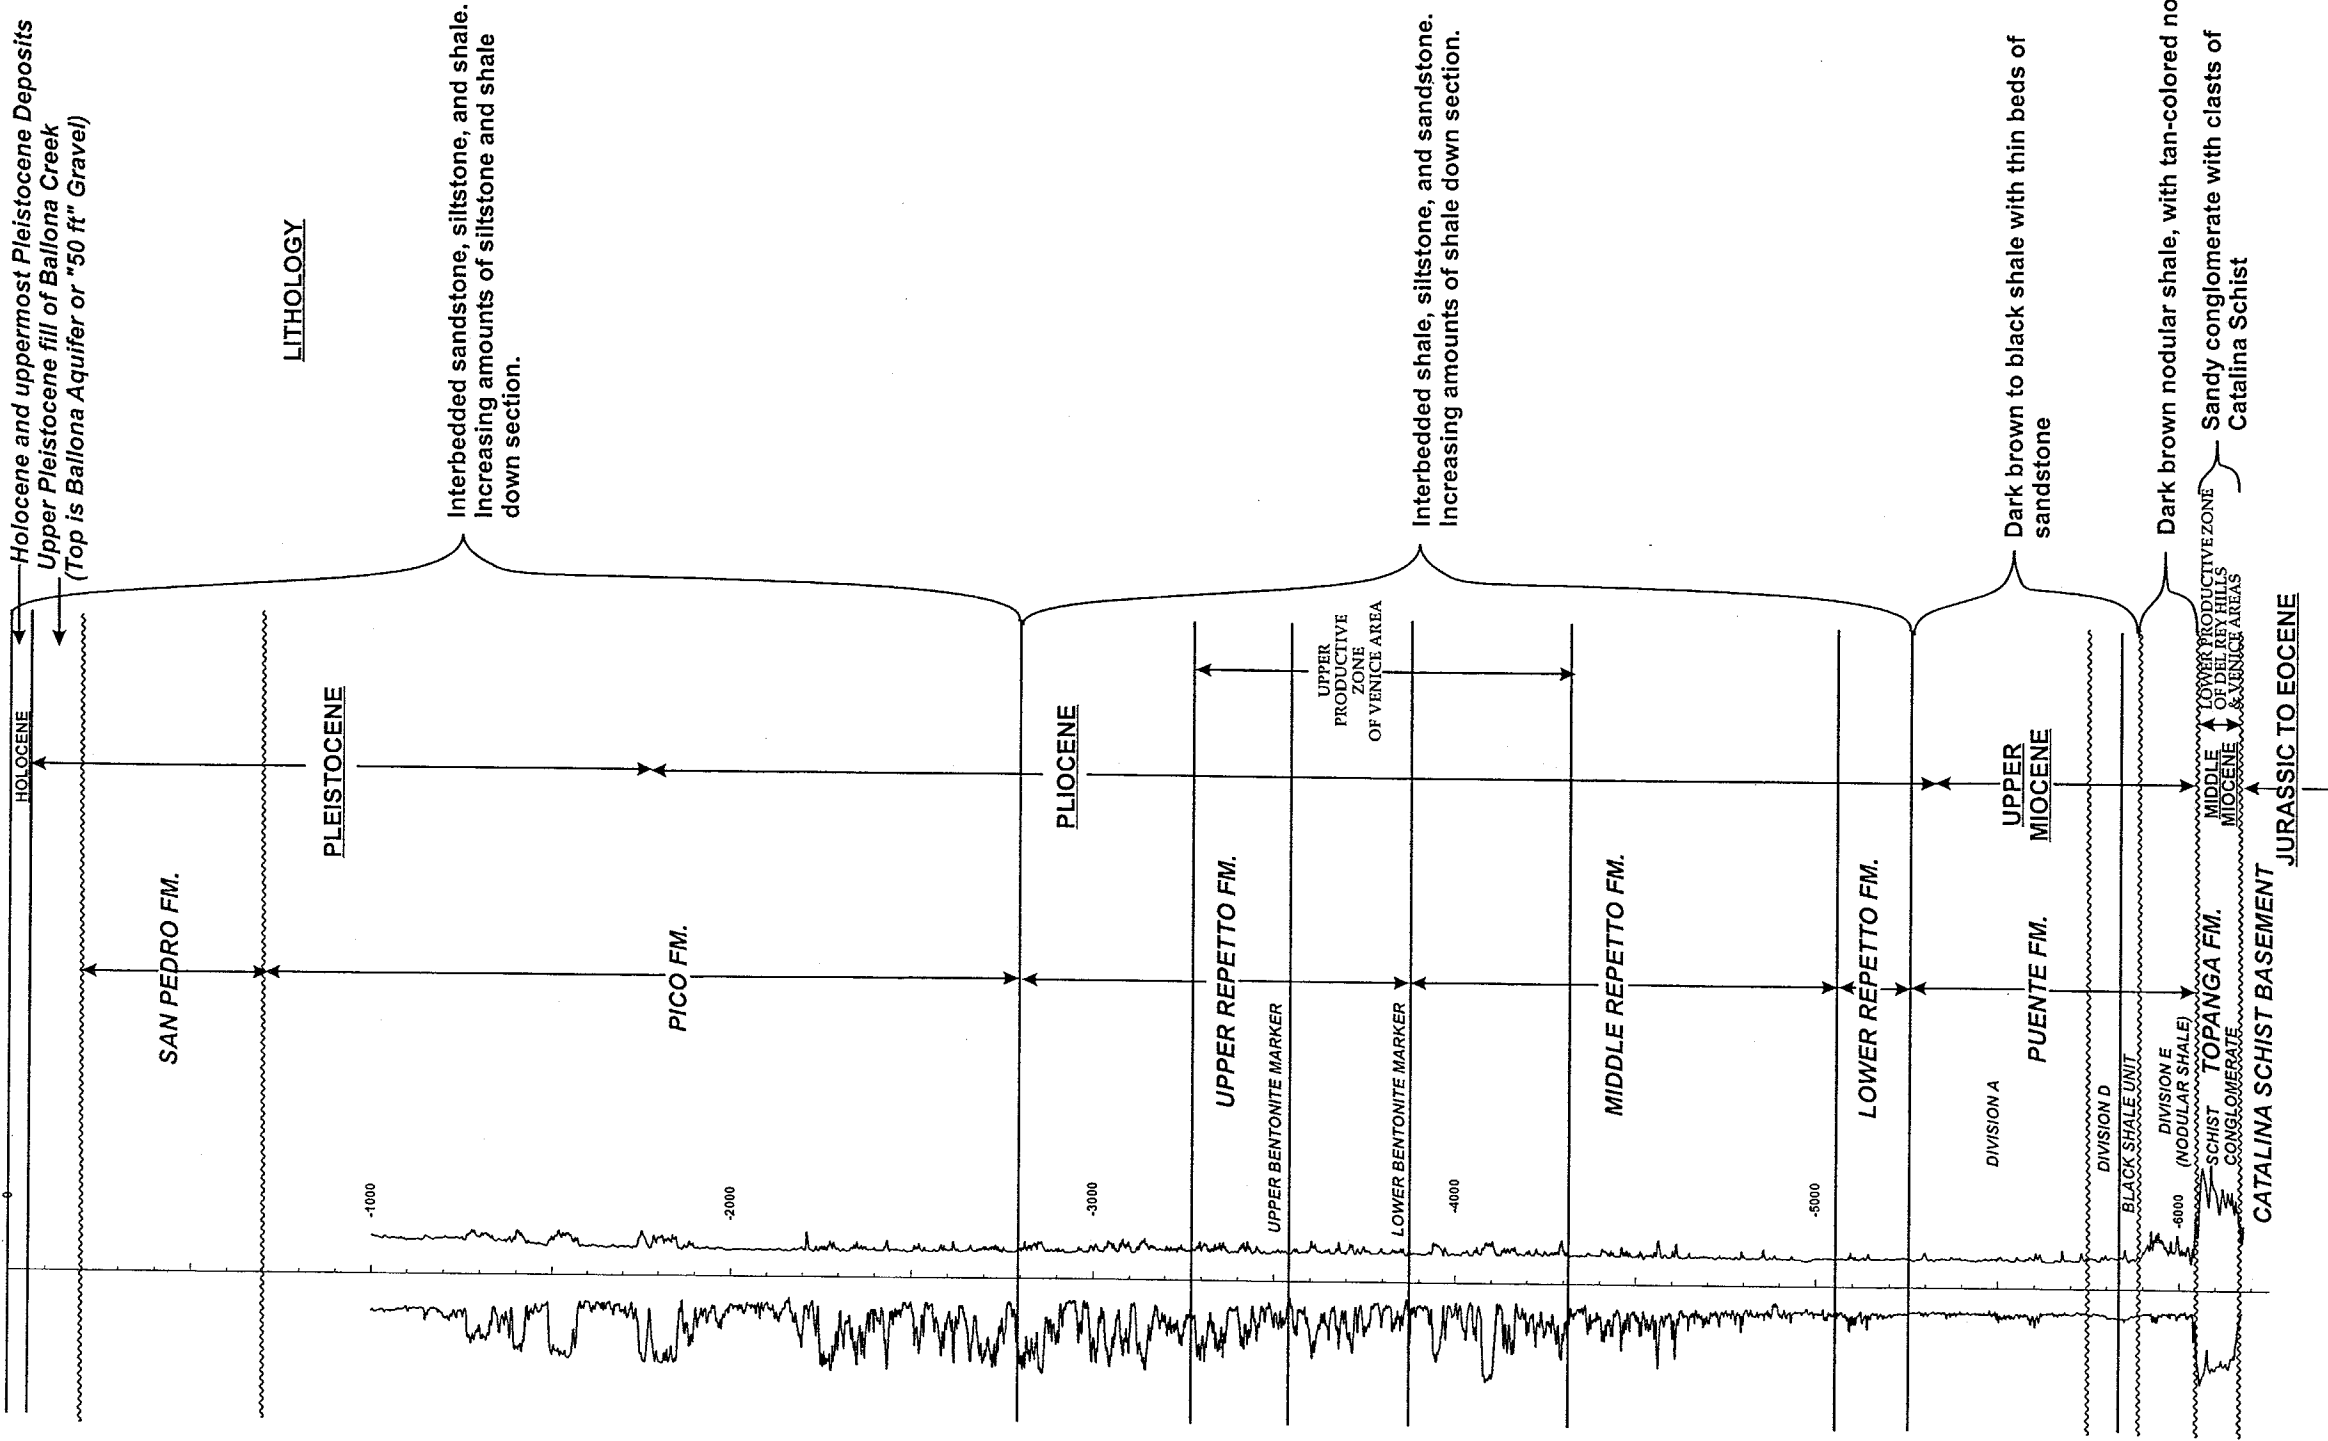 Holocene and uppermost Pleistocene Deposits
Upper Pleistocene fill of Ballona Creek
(Top is Ballona Aquifer or "50 ft" Gravel)
LITHOLOGY
Interbedded sandstone, siltstone, and shale.
Increasing amounts of siltstone and shale
down section.
Interbedded shale, siltstone, and sandstone.
Increasing amounts of shale down section.
Dark brown to black shale with thin beds of
sandstone
Dark brown nodular shale, with tan-colored no
Sandy conglomerate with clasts of
Catalina Schist
HOLOCENE
PLEISTOCENE
PLIOCENE
UPPER
PRODUCTIVE
ZONE
OF VENICE AREA
UPPER
MIOCENE
MIDDLE
MIOCENE
LOWER PRODUCTIVE ZONE
OF DEL REY HILLS
& VENICE AREAS
JURASSIC TO EOCENE
SAN PEDRO FM.
PICO FM.
UPPER REPETTO FM.
UPPER BENTONITE MARKER
LOWER BENTONITE MARKER
MIDDLE REPETTO FM.
LOWER REPETTO FM.
PUENTE FM.
DIVISION A
DIVISION D
BLACK SHALE UNIT
DIVISION E
(NODULAR SHALE)
TOPANGA FM.
SCHIST
CONGLOMERATE
CATALINA SCHIST BASEMENT
0
-1000
-2000
-3000
-4000
-5000
-6000